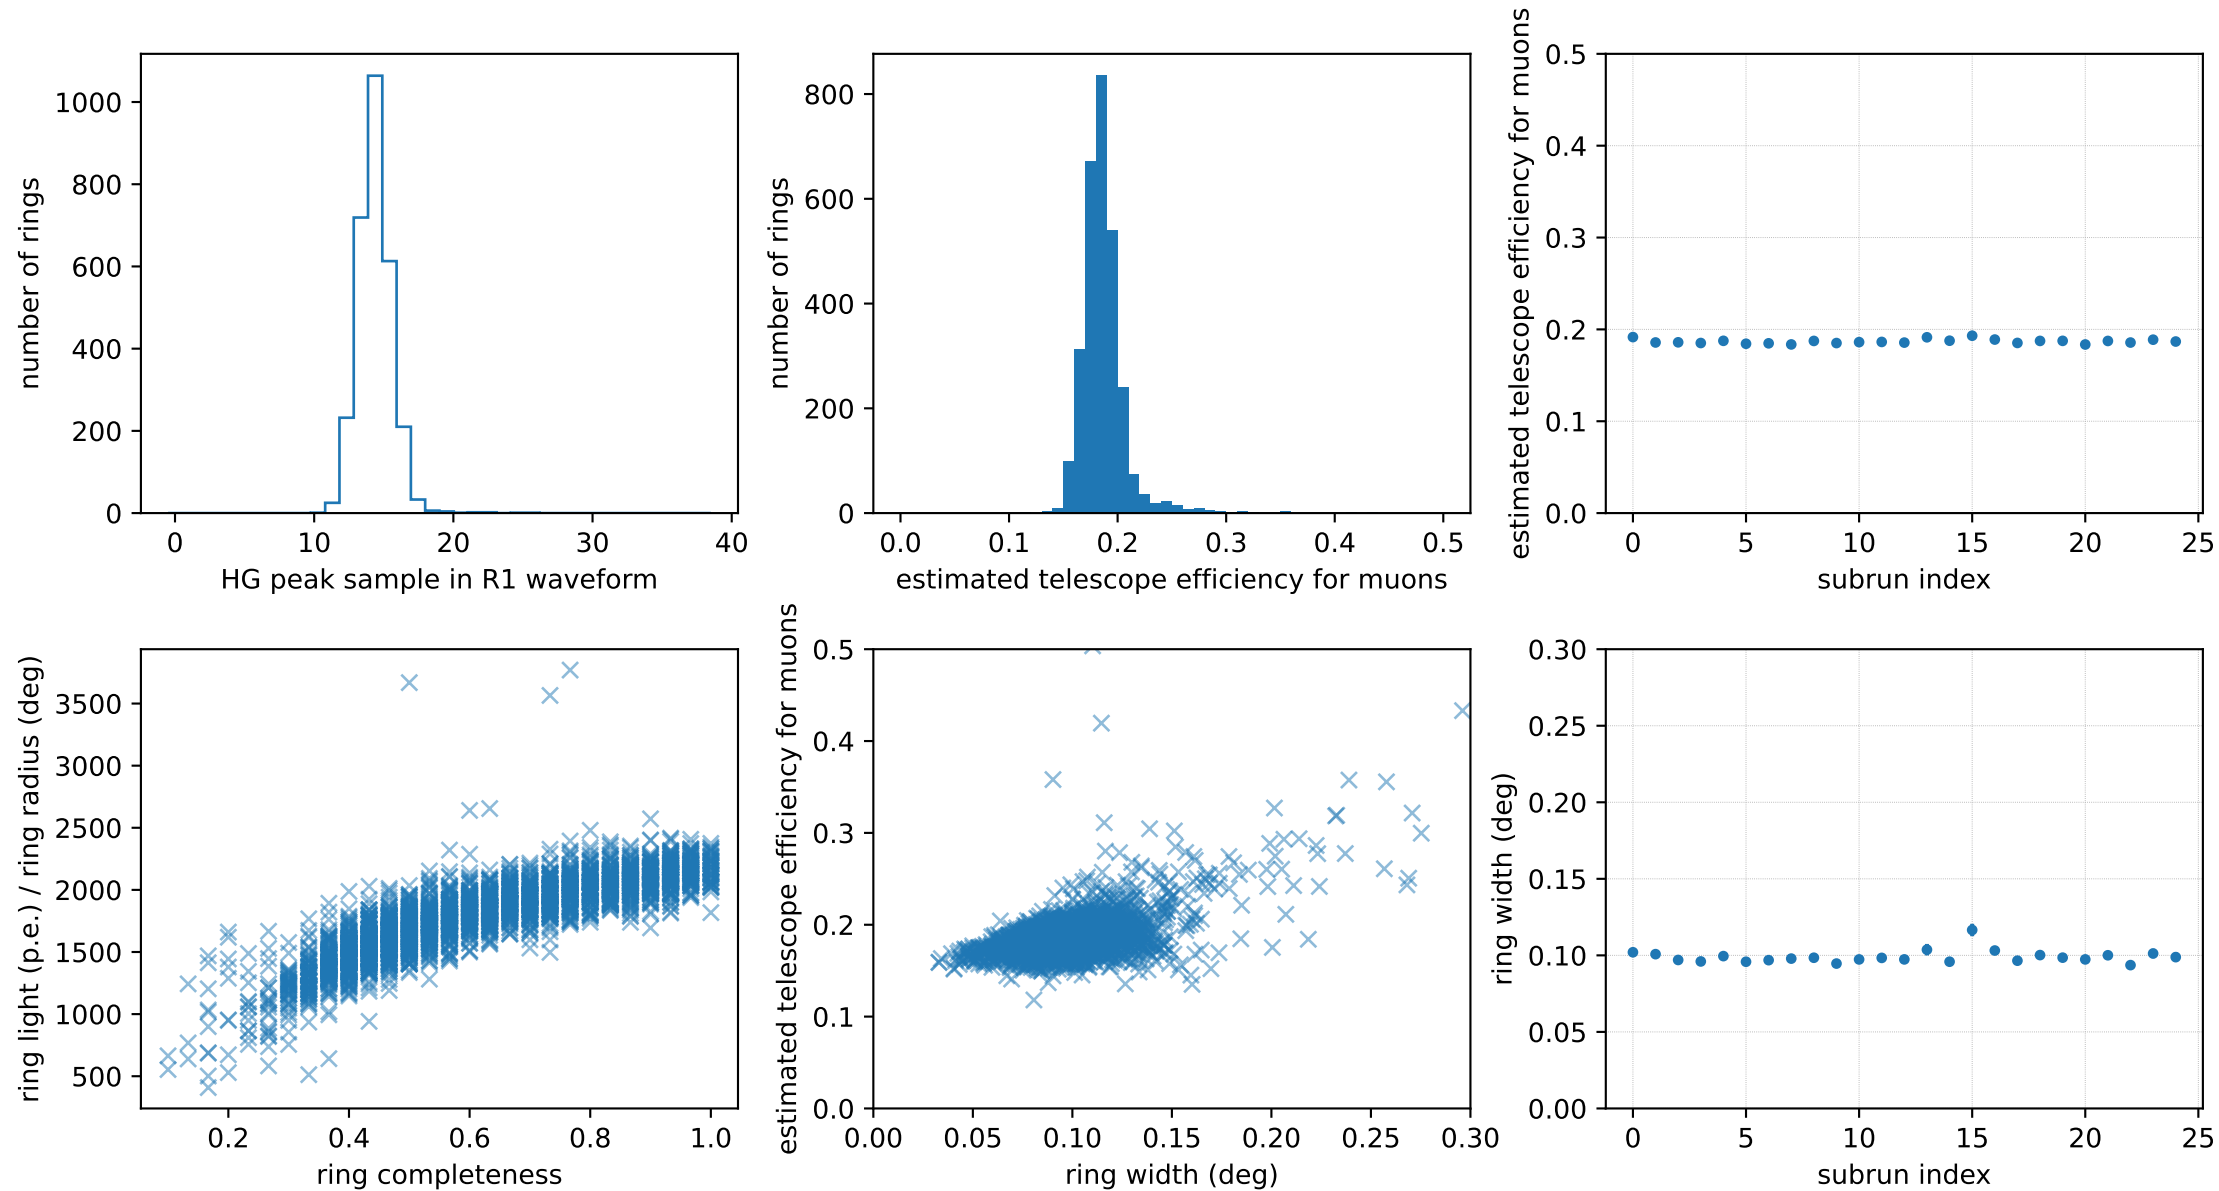 1000
800
600
400
200
0
number of rings
0 10 20 30 40
HG peak sample in R1 waveform
800
600
400
200
0
number of rings
0.0 0.1 0.2 0.3 0.4 0.5
estimated telescope efficiency for muons
0.5
0.4
0.3
0.2
0.1
0.0
estimated telescope efficiency for muons
0 5 10 15 20 25
subrun index
3500
3000
2500
2000
1500
1000
500
ring light (p.e.) / ring radius (deg)
0.2 0.4 0.6 0.8 1.0
ring completeness
0.5
0.4
0.3
0.2
0.1
0.0
estimated telescope efficiency for muons
0.00 0.05 0.10 0.15 0.20 0.25 0.30
ring width (deg)
0.30
0.25
0.20
0.15
0.10
0.05
0.00
ring width (deg)
0 5 10 15 20 25
subrun index